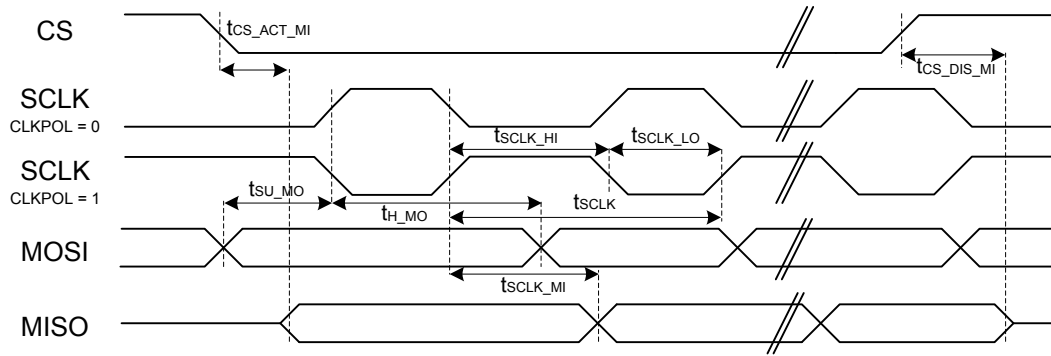 CS
tCS_ACT_MI
tCS_DIS_MI
SCLK
CLKPOL = 0
tSCLK_HI
tSCLK_LO
SCLK
CLKPOL = 1
tSU_MO
tH_MO
tSCLK
MOSI
tSCLK_MI
MISO